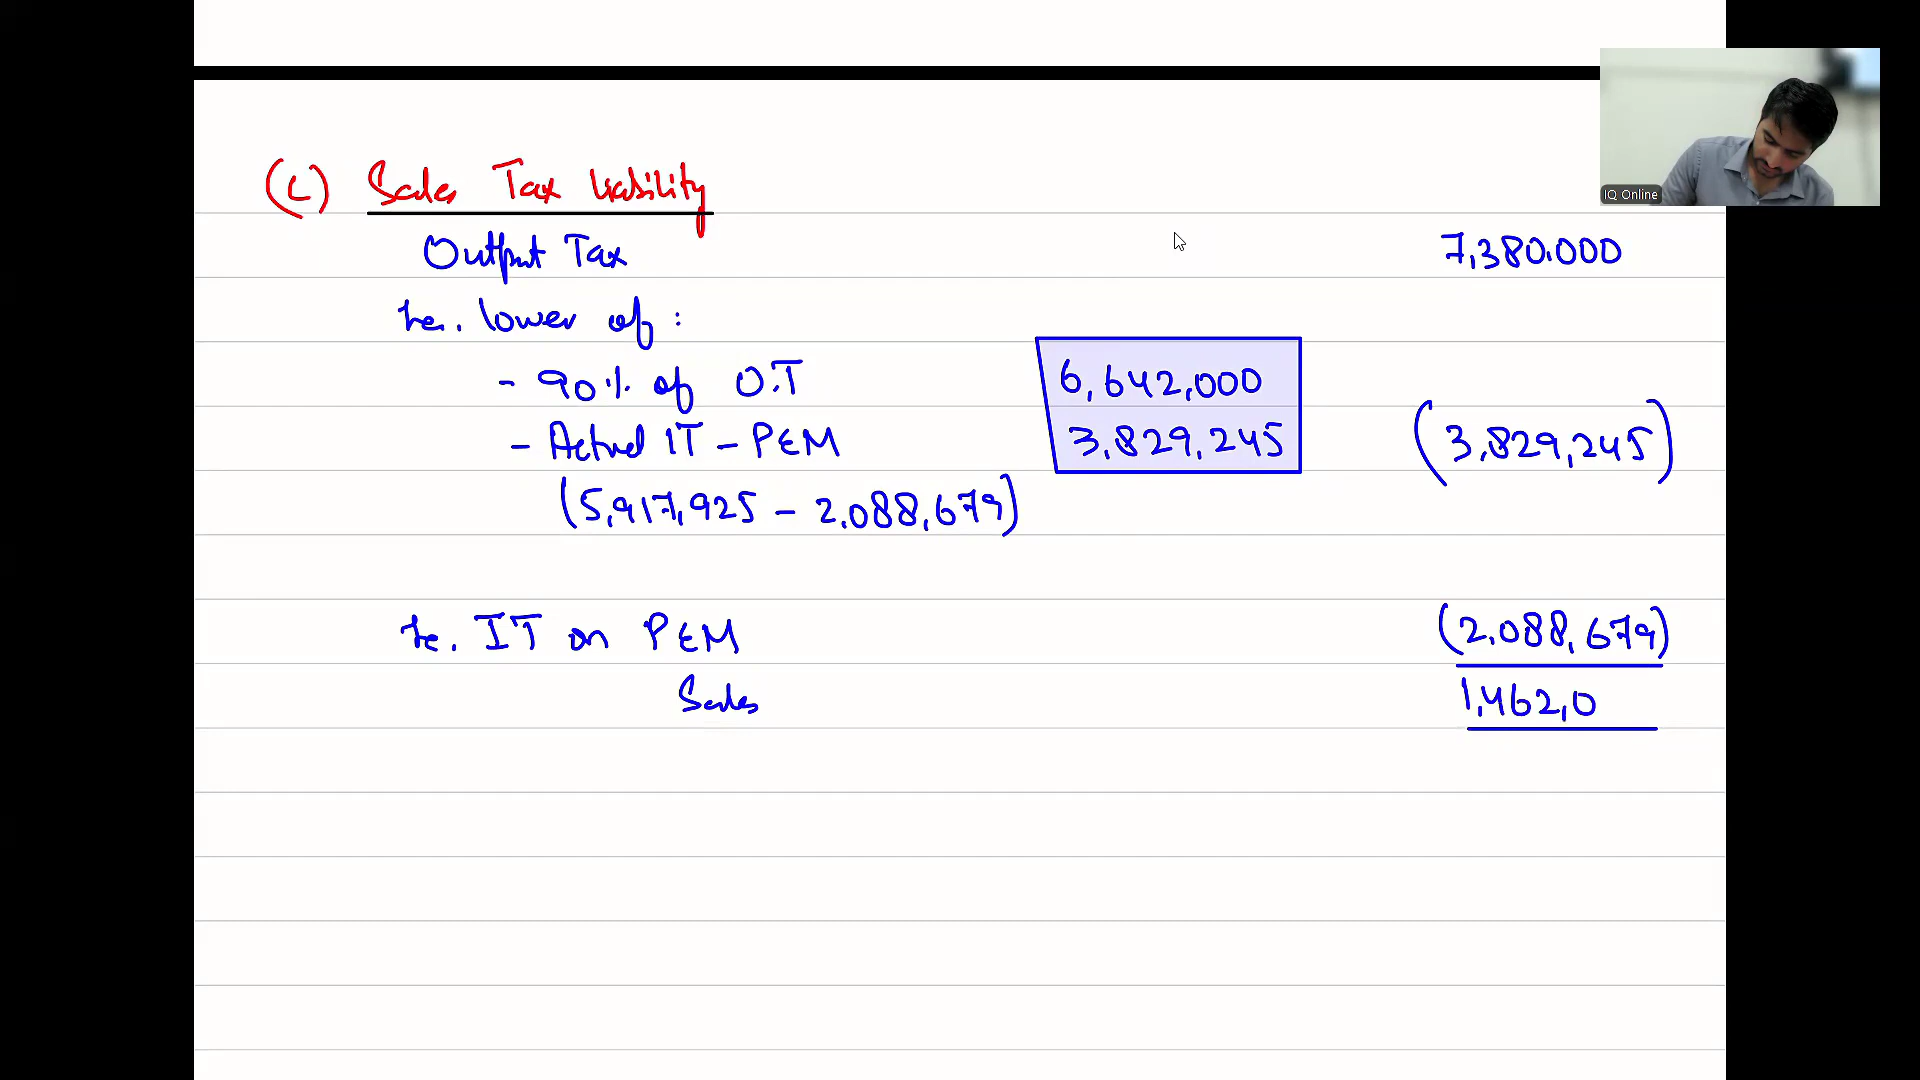 (c) Sales Tax liability
Output Tax 7,380,000
Le. lower of :
- 90% of O.T 6,642,000
- Actual IT - PEM 3,829,245 (3,829,245)
(5,917,925 - 2,088,679)
Le. IT on PEM (2,088,679)
Sales 1,462,0
IQ Online